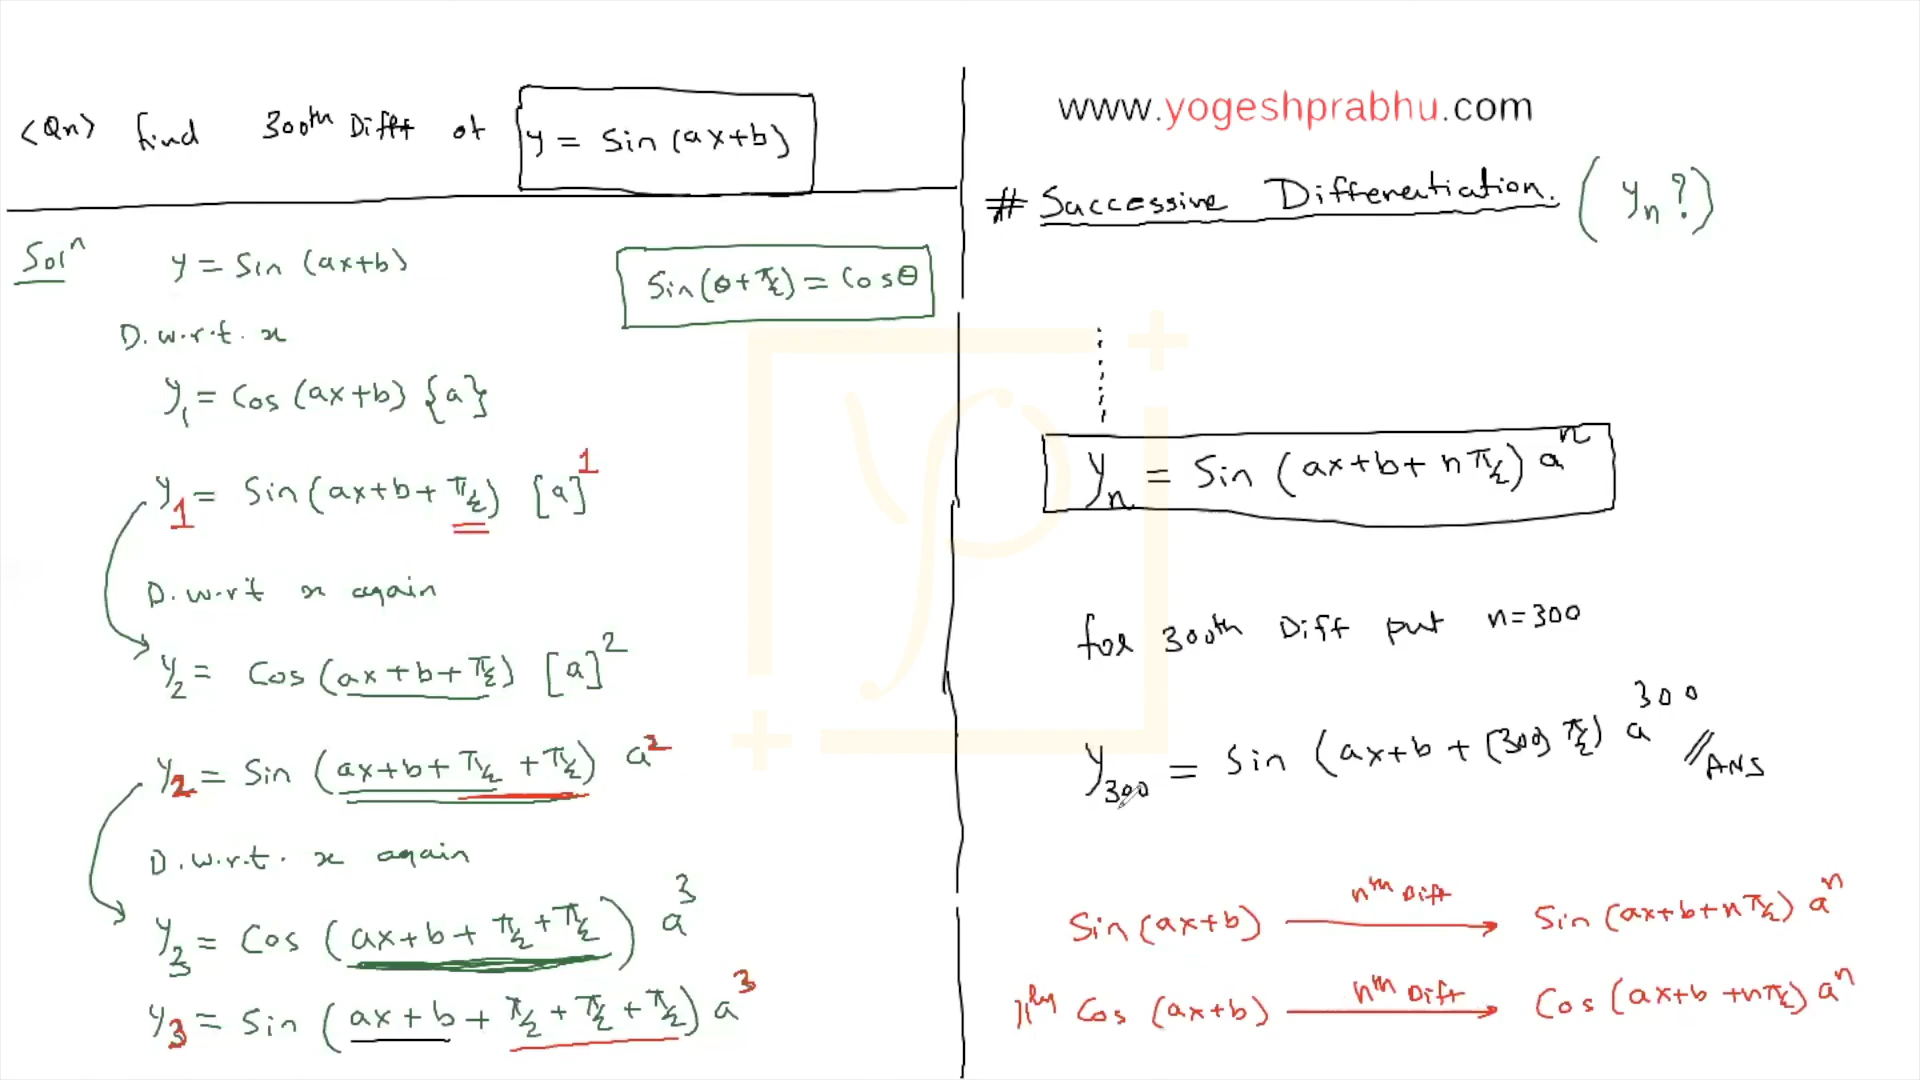 <Qn> find 300th Difft of y = Sin (ax+b)
Solⁿ y = Sin (ax+b)
Sin(θ+π/2) = Cosθ
D.w.r.t. x
y₁ = Cos (ax+b) {a}
y₁ = Sin(ax+b+π/2) [a]¹
D.w.r.t x again
y₂ = Cos (ax+b+π/2) [a]²
y₂ = Sin (ax+b+π/2+π/2) a²
D.w.r.t. x again
y₃ = Cos (ax+b+π/2+π/2) a³
y₃ = Sin (ax+b+π/2+π/2+π/2) a³
www.yogeshprabhu.com
# Successive Differentiation. (yₙ?)
yₙ = Sin (ax+b+nπ/2) aⁿ
for 300th Diff put n=300
y₃₀₀ = Sin (ax+b+(300)π/2) a³⁰⁰ //ANS
Sin (ax+b) nth Diff Sin (ax+b+nπ/2) aⁿ
|||ly Cos (ax+b) nth Diff Cos (ax+b+nπ/2) aⁿ